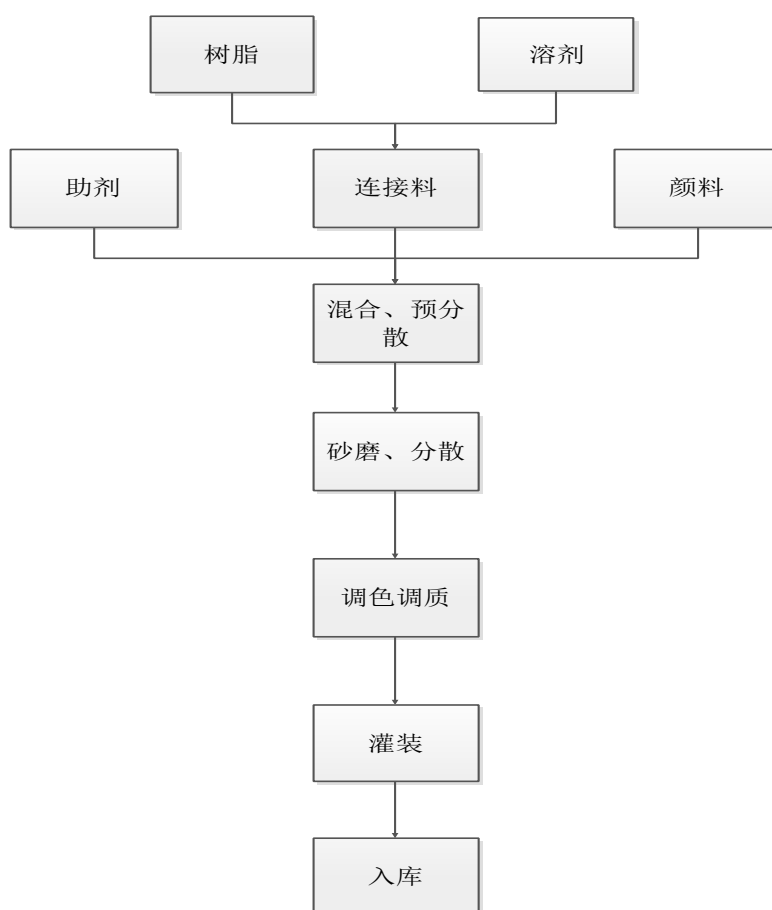 树脂
溶剂
助剂
连接料
颜料
混合、预分
散
砂磨、分散
调色调质
灌装
入库